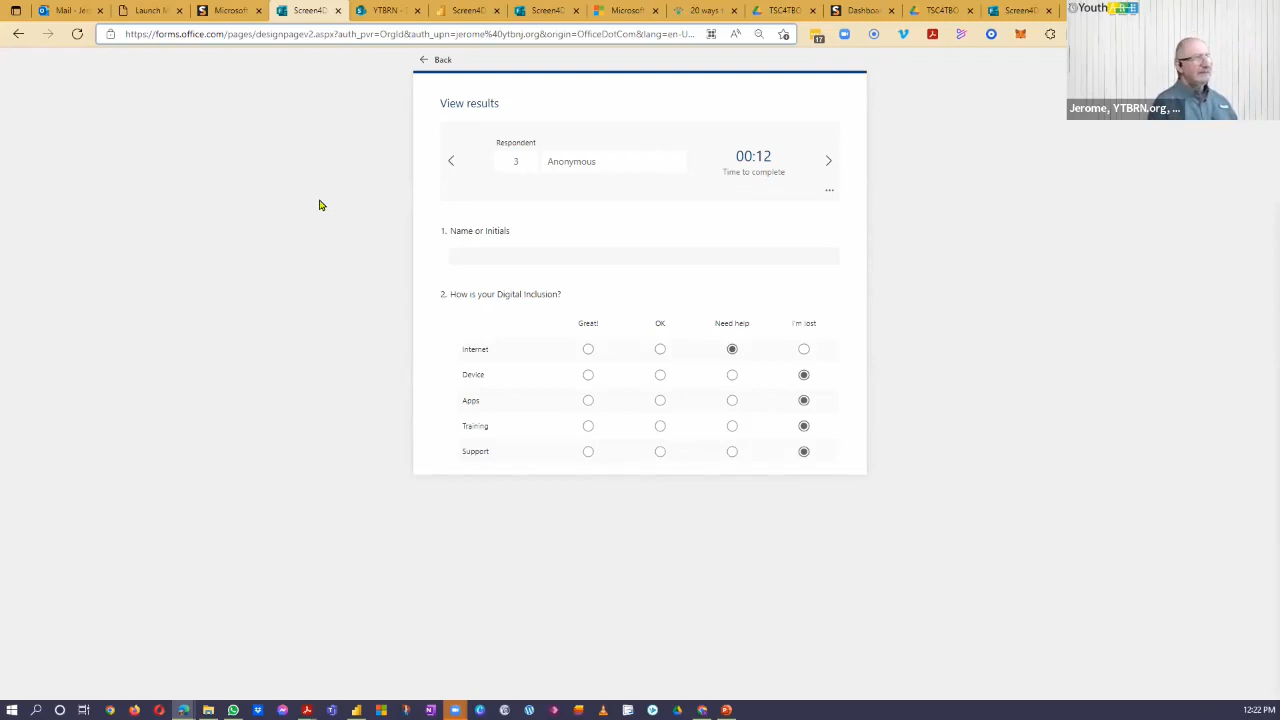 Mail - Je
Launch M
Microsoft
Screen4D
YTBRN -
Screen4D
Screen4D
Microsoft
20 ways t
TSC4TBO
Dashboa
TSC4TBO
Screen4D
https://forms.office.com/pages/designpagev2.aspx?auth_pvr=OrgId&auth_upn=jerome%40ytbnj.org&origin=OfficeDotCom&lang=en-U...
17
Youth
Jerome, YTBRN.org, ...
Back
View results
Respondent
3
Anonymous
00:12
Time to complete
1. Name or Initials
2. How is your Digital Inclusion?
Great! OK Need help I'm lost
Internet
Device
Apps
Training
Support
12:22 PM